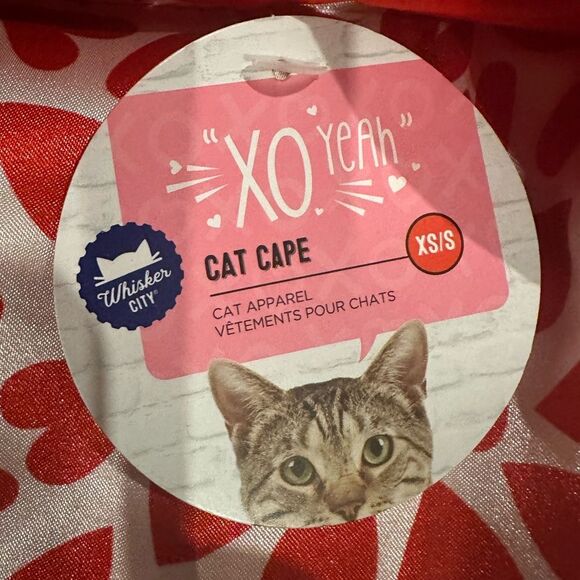 "XO Yeah"
CAT CAPE
XS/S
Whisker
CITY®
CAT APPAREL
VÊTEMENTS POUR CHATS